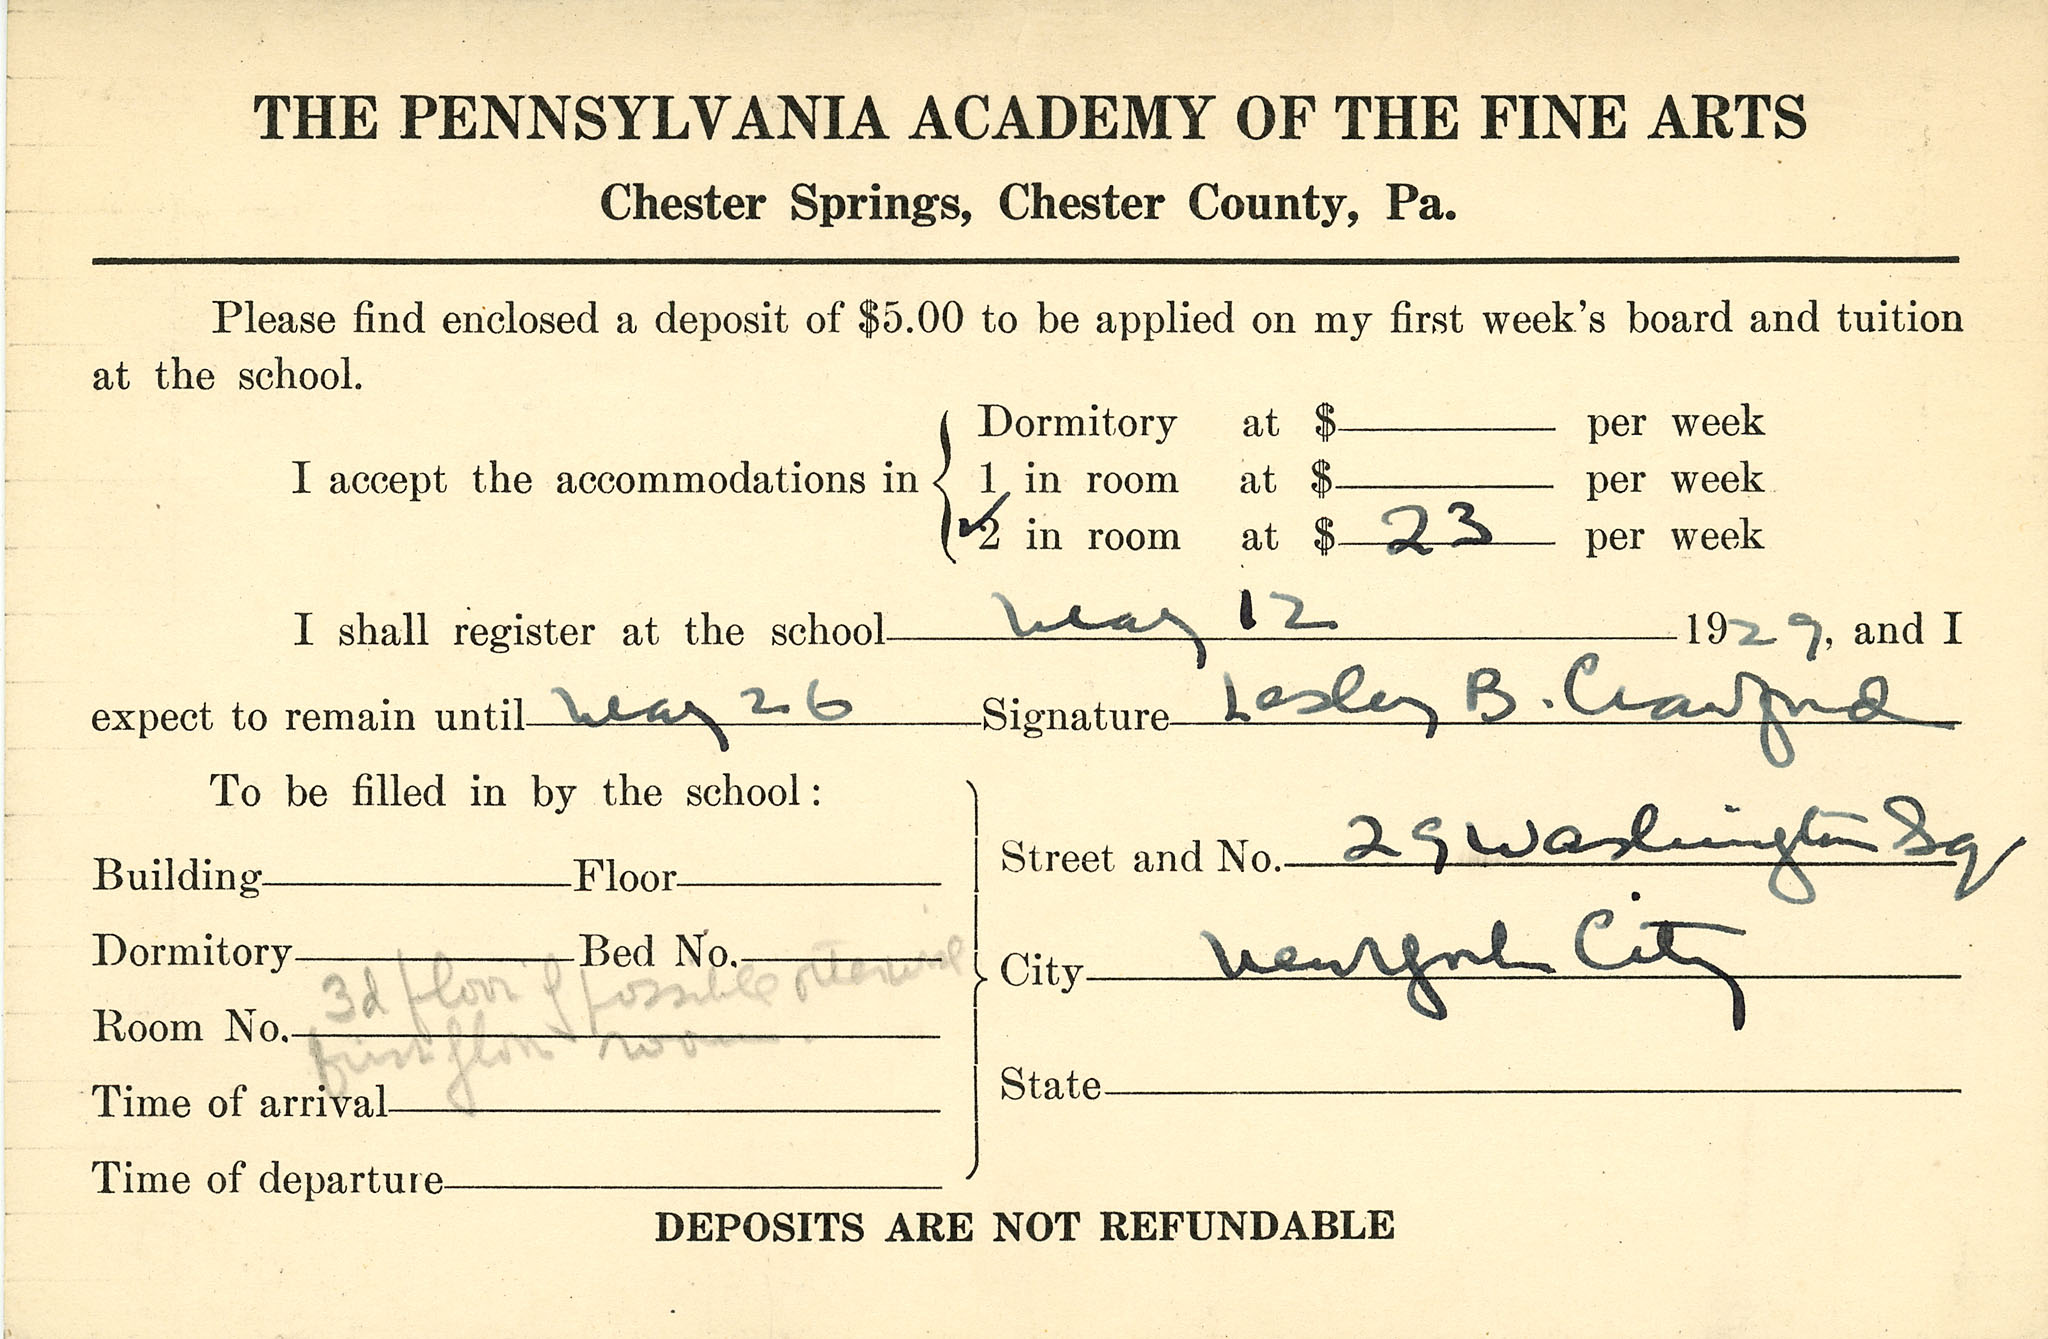 THE PENNSYLVANIA ACADEMY OF THE FINE ARTS
Chester Springs, Chester County, Pa.
Please find enclosed a deposit of $5.00 to be applied on my first week's board and tuition
at the school.
I accept the accommodations in
Dormitory at $ per week
1 in room at $ per week
✓2 in room at $ 23 per week
I shall register at the school May 12 1929, and I
expect to remain until May 26 Signature Lesley B. Crawford
To be filled in by the school:
Building Floor
Dormitory Bed No.
3d floor if possible otherwise
Room No.
first floor room.
Time of arrival
Time of departure
Street and No. 29 Washington Sq
City New York City
State
DEPOSITS ARE NOT REFUNDABLE